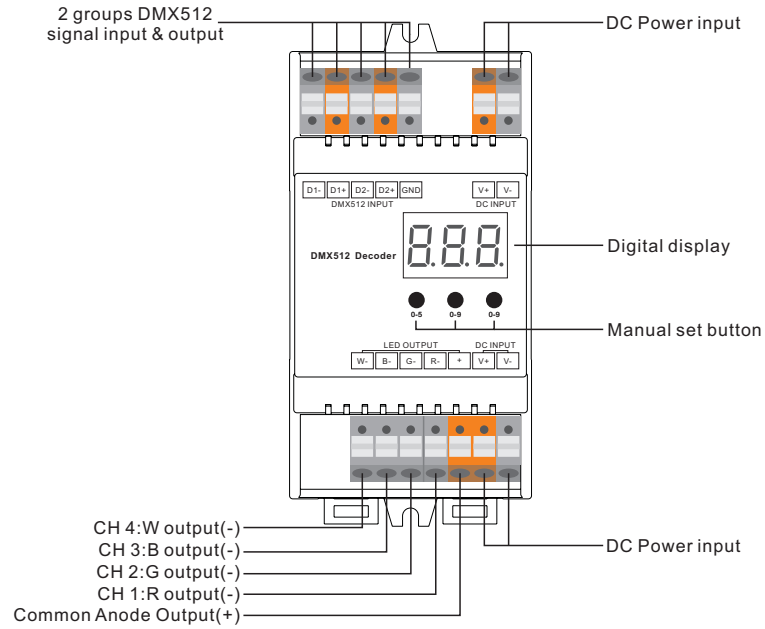 2 groups DMX512
signal input & output
DC Power input
D1- D1+ D2- D2+ GND
V+ V-
DMX512 INPUT
DC INPUT
DMX512 Decoder
8.8.8.
Digital display
0-5 0-9 0-9
Manual set button
LED OUTPUT
DC INPUT
W- B- G- R- + V+ V-
CH 4:W output(-)
CH 3:B output(-)
CH 2:G output(-)
CH 1:R output(-)
Common Anode Output(+)
DC Power input